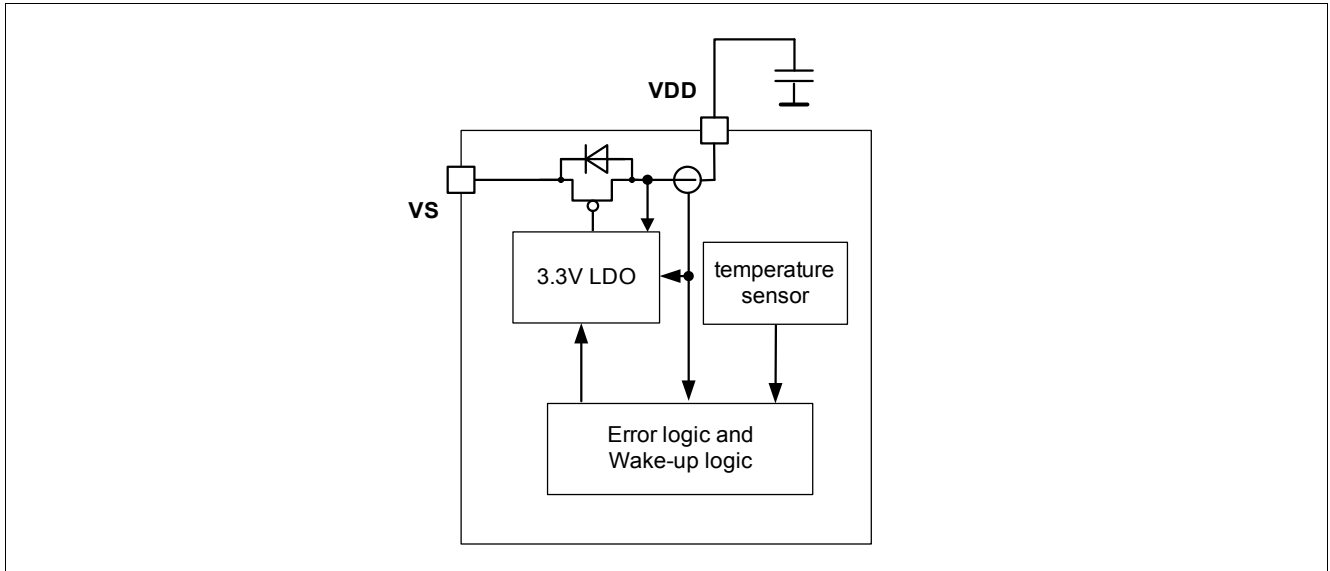 VDD
VS
3.3V LDO
temperature
sensor
Error logic and
Wake-up logic